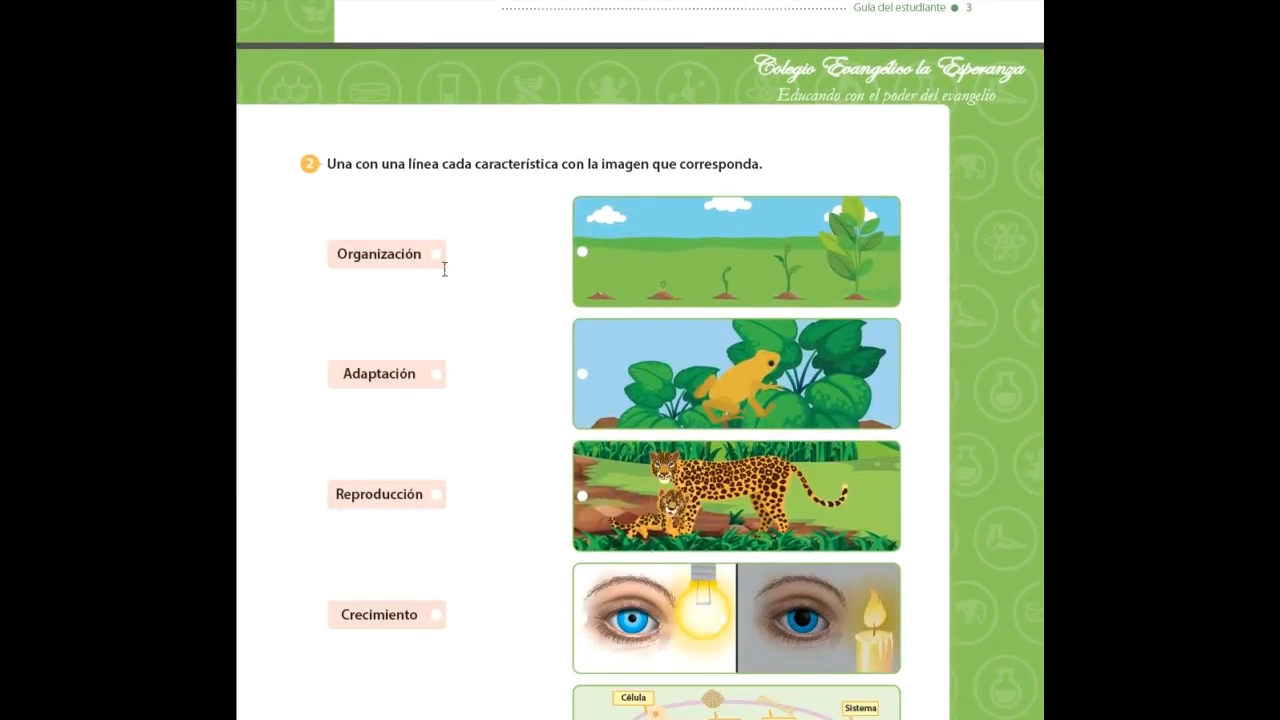 Guía del estudiante ● 3
Colegio Evangélico la Esperanza
Educando con el poder del evangelio
2 Una con una línea cada característica con la imagen que corresponda.
Organización
Adaptación
Reproducción
Crecimiento
Célula
Sistema